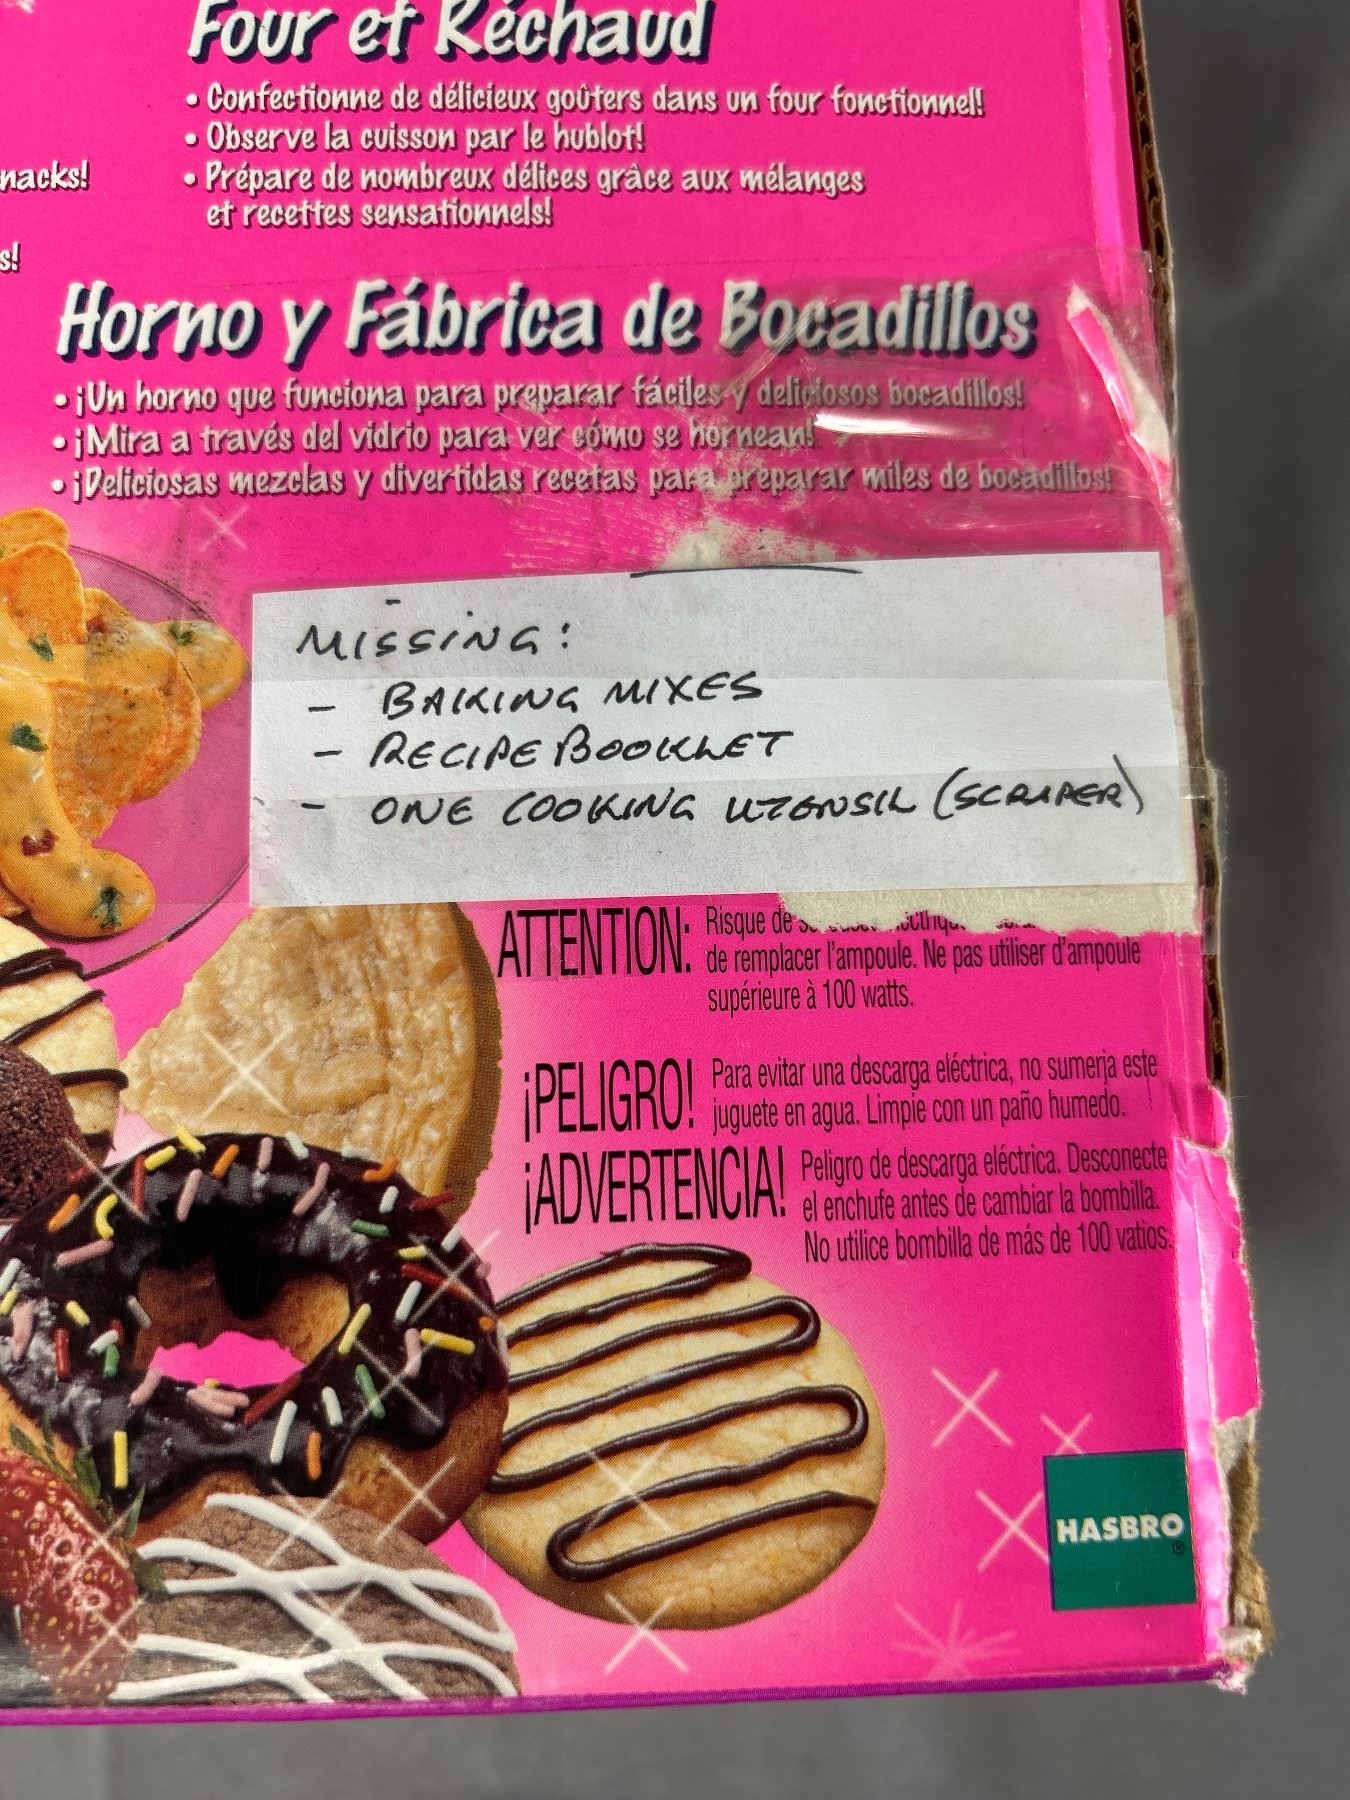 Four et Réchaud
• Confectionne de délicieux goûters dans un four fonctionnel!
• Observe la cuisson par le hublot!
• Prépare de nombreux délices grâce aux mélanges
et recettes sensationnels!
nacks!
s!
Horno y Fábrica de Bocadillos
• ¡Un horno que funciona para preparar fáciles y deliciosos bocadillos!
• ¡Mira a través del vidrio para ver cómo se hornean!
• ¡Deliciosas mezclas y divertidas recetas para preparar miles de bocadillos!
MISSING:
- BAKING MIXES
- RECIPE BOOKLET
- ONE COOKING UTENSIL (SCRAPER)
ATTENTION: Risque de
de remplacer l'ampoule. Ne pas utiliser d'ampoule
supérieure à 100 watts.
¡PELIGRO! Para evitar una descarga eléctrica, no sumerja este
juguete en agua. Limpie con un paño humedo.
¡ADVERTENCIA! Peligro de descarga eléctrica. Desconecte
el enchufe antes de cambiar la bombilla.
No utilice bombilla de más de 100 vatios.
HASBRO®